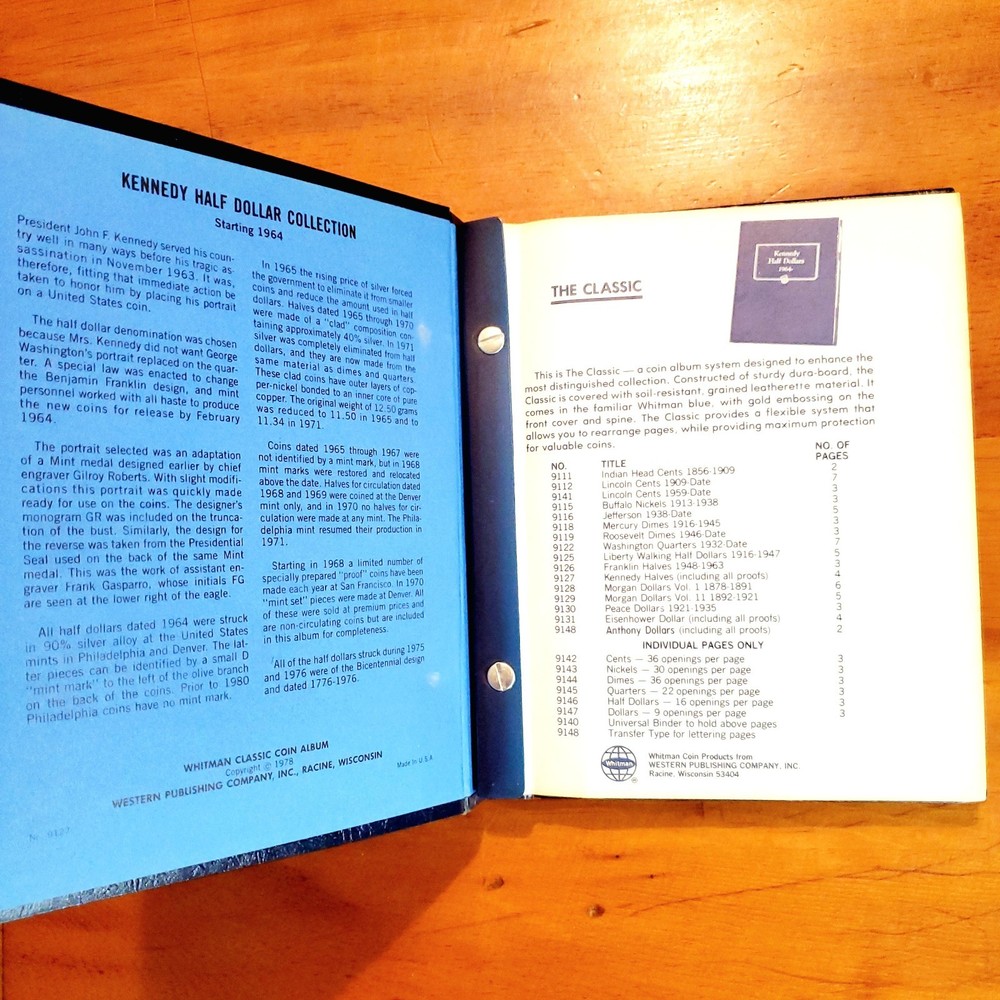 KENNEDY HALF DOLLAR COLLECTION
Starting 1964
President John F. Kennedy served his coun-
try well in many ways before his tragic as-
sassination in November 1963. It was,
therefore, fitting that immediate action be
taken to honor him by placing his portrait
on a United States coin.
The half dollar denomination was chosen
because Mrs. Kennedy did not want George
Washington's portrait replaced on the quar-
ter. A special law was enacted to change
the Benjamin Franklin design, and mint
personnel worked with all haste to produce
the new coins for release by February
1964.
The portrait selected was an adaptation
of a Mint medal designed earlier by chief
engraver Gilroy Roberts. With slight modifi-
cations this portrait was quickly made
ready for use on the coins. The designer's
monogram GR was included on the trunca-
tion of the bust. Similarly, the design for
the reverse was taken from the Presidential
Seal used on the back of the same Mint
medal. This was the work of assistant en-
graver Frank Gasparro, whose initials FG
are seen at the lower right of the eagle.
All half dollars dated 1964 were struck
in 90% silver alloy at the United States
mints in Philadelphia and Denver. The lat-
ter pieces can be identified by a small D
"mint mark" to the left of the olive branch
on the back of the coins. Prior to 1980
Philadelphia coins have no mint mark.
In 1965 the rising price of silver forced
the government to eliminate it from smaller
coins and reduce the amount used in half
dollars. Halves dated 1965 through 1970
were made of a "clad" composition con-
taining approximately 40% silver. In 1971
silver was completely eliminated from half
dollars, and they are now made from the
same material as dimes and quarters.
These clad coins have outer layers of cop-
per-nickel bonded to an inner core of pure
copper. The original weight of 12.50 grams
was reduced to 11.50 in 1965 and to
11.34 in 1971.
Coins dated 1965 through 1967 were
not identified by a mint mark, but in 1968
mint marks were restored and relocated
above the date. Halves for circulation dated
1968 and 1969 were coined at the Denver
mint only, and in 1970 no halves for cir-
culation were made at any mint. The Phila-
delphia mint resumed their production in
1971.
Starting in 1968 a limited number of
specially prepared "proof" coins have been
made each year at San Francisco. In 1970
"mint set" pieces were made at Denver. All
of these were sold at premium prices and
are non-circulating coins but are included
in this album for completeness.
All of the half dollars struck during 1975
and 1976 were of the Bicentennial design
and dated 1776-1976.
WHITMAN CLASSIC COIN ALBUM
Copyright © 1978
WESTERN PUBLISHING COMPANY, INC., RACINE, WISCONSIN
Made in U.S.A.
No. 9127
Kennedy
Half Dollars
1964-
THE CLASSIC
This is The Classic — a coin album system designed to enhance the
most distinguished collection. Constructed of sturdy dura-board, the
Classic is covered with soil-resistant, grained leatherette material. It
comes in the familiar Whitman blue, with gold embossing on the
front cover and spine. The Classic provides a flexible system that
allows you to rearrange pages, while providing maximum protection
for valuable coins.
NO. TITLE NO. OF PAGES
9111 Indian Head Cents 1856-1909 2
9112 Lincoln Cents 1909-Date 7
9141 Lincoln Cents 1959-Date 3
9115 Buffalo Nickels 1913-1938 3
9116 Jefferson 1938-Date 5
9118 Mercury Dimes 1916-1945 3
9119 Roosevelt Dimes 1946-Date 3
9122 Washington Quarters 1932-Date 7
9125 Liberty Walking Half Dollars 1916-1947 5
9126 Franklin Halves 1948-1963 3
9127 Kennedy Halves (including all proofs) 4
9128 Morgan Dollars Vol. 1 1878-1891 6
9129 Morgan Dollars Vol. 11 1892-1921 5
9130 Peace Dollars 1921-1935 3
9131 Eisenhower Dollar (including all proofs) 4
9148 Anthony Dollars (including all proofs) 2
INDIVIDUAL PAGES ONLY
9142 Cents — 36 openings per page 3
9143 Nickels — 30 openings per page 3
9144 Dimes — 36 openings per page 3
9145 Quarters — 22 openings per page 3
9146 Half Dollars — 16 openings per page 3
9147 Dollars — 9 openings per page 3
9140 Universal Binder to hold above pages
9148 Transfer Type for lettering pages
Whitman
®
Whitman Coin Products from
WESTERN PUBLISHING COMPANY, INC.
Racine, Wisconsin 53404